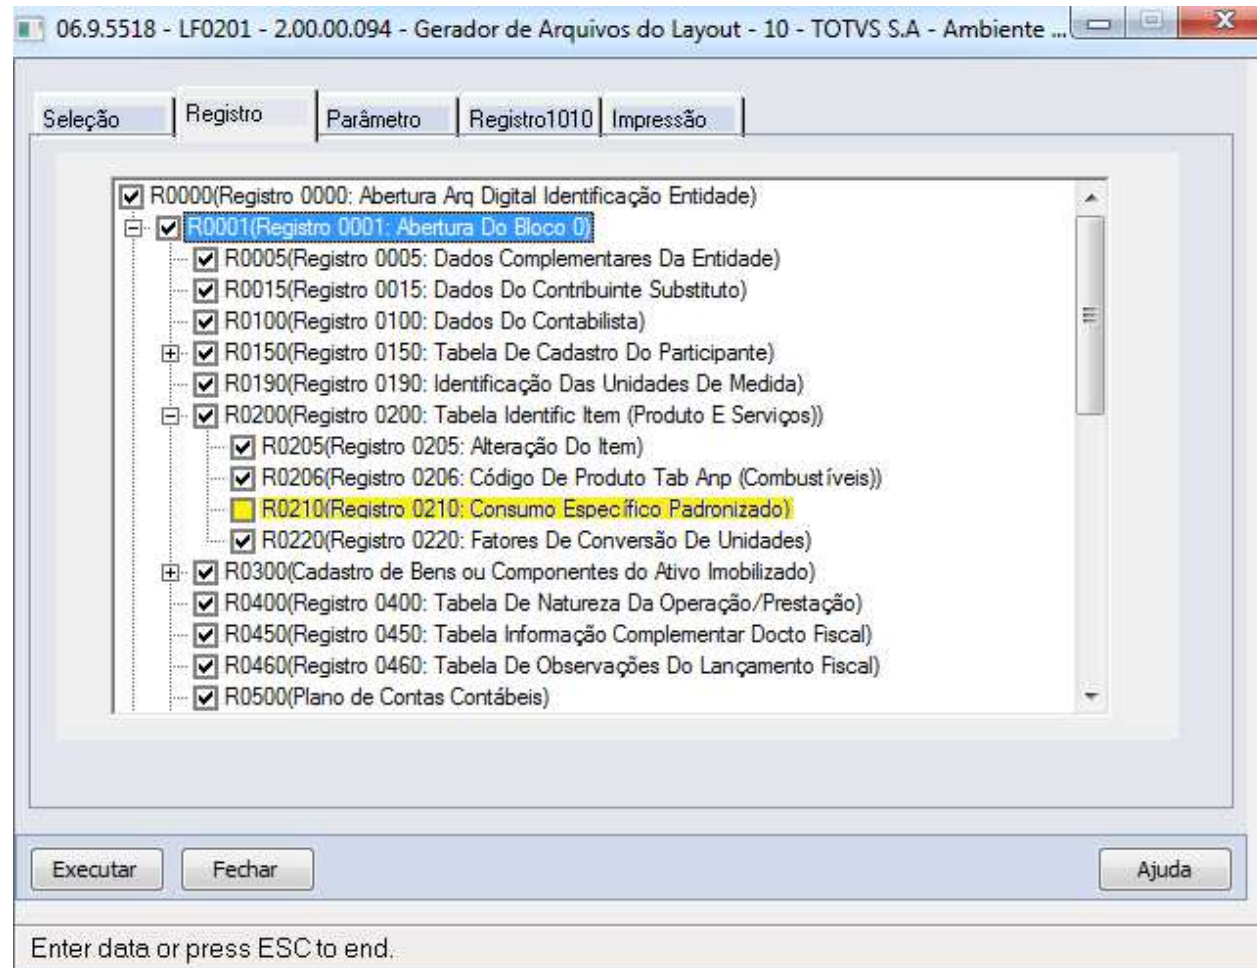 06.9.5518 - LF0201 - 2.00.00.094 - Gerador de Arquivos do Layout - 10 - TOTVS S.A - Ambiente ...
Seleção Registro Parâmetro Registro1010 Impressão
R0000(Registro 0000: Abertura Arq Digital Identificação Entidade)
R0001(Registro 0001: Abertura Do Bloco 0)
R0005(Registro 0005: Dados Complementares Da Entidade)
R0015(Registro 0015: Dados Do Contribuinte Substituto)
R0100(Registro 0100: Dados Do Contabilista)
R0150(Registro 0150: Tabela De Cadastro Do Participante)
R0190(Registro 0190: Identificação Das Unidades De Medida)
R0200(Registro 0200: Tabela Identific Item (Produto E Serviços))
R0205(Registro 0205: Alteração Do Item)
R0206(Registro 0206: Código De Produto Tab Anp (Combustíveis))
R0210(Registro 0210: Consumo Específico Padronizado)
R0220(Registro 0220: Fatores De Conversão De Unidades)
R0300(Cadastro de Bens ou Componentes do Ativo Imobilizado)
R0400(Registro 0400: Tabela De Natureza Da Operação/Prestação)
R0450(Registro 0450: Tabela Informação Complementar Docto Fiscal)
R0460(Registro 0460: Tabela De Observações Do Lançamento Fiscal)
R0500(Plano de Contas Contábeis)
Executar Fechar Ajuda
Enter data or press ESC to end.